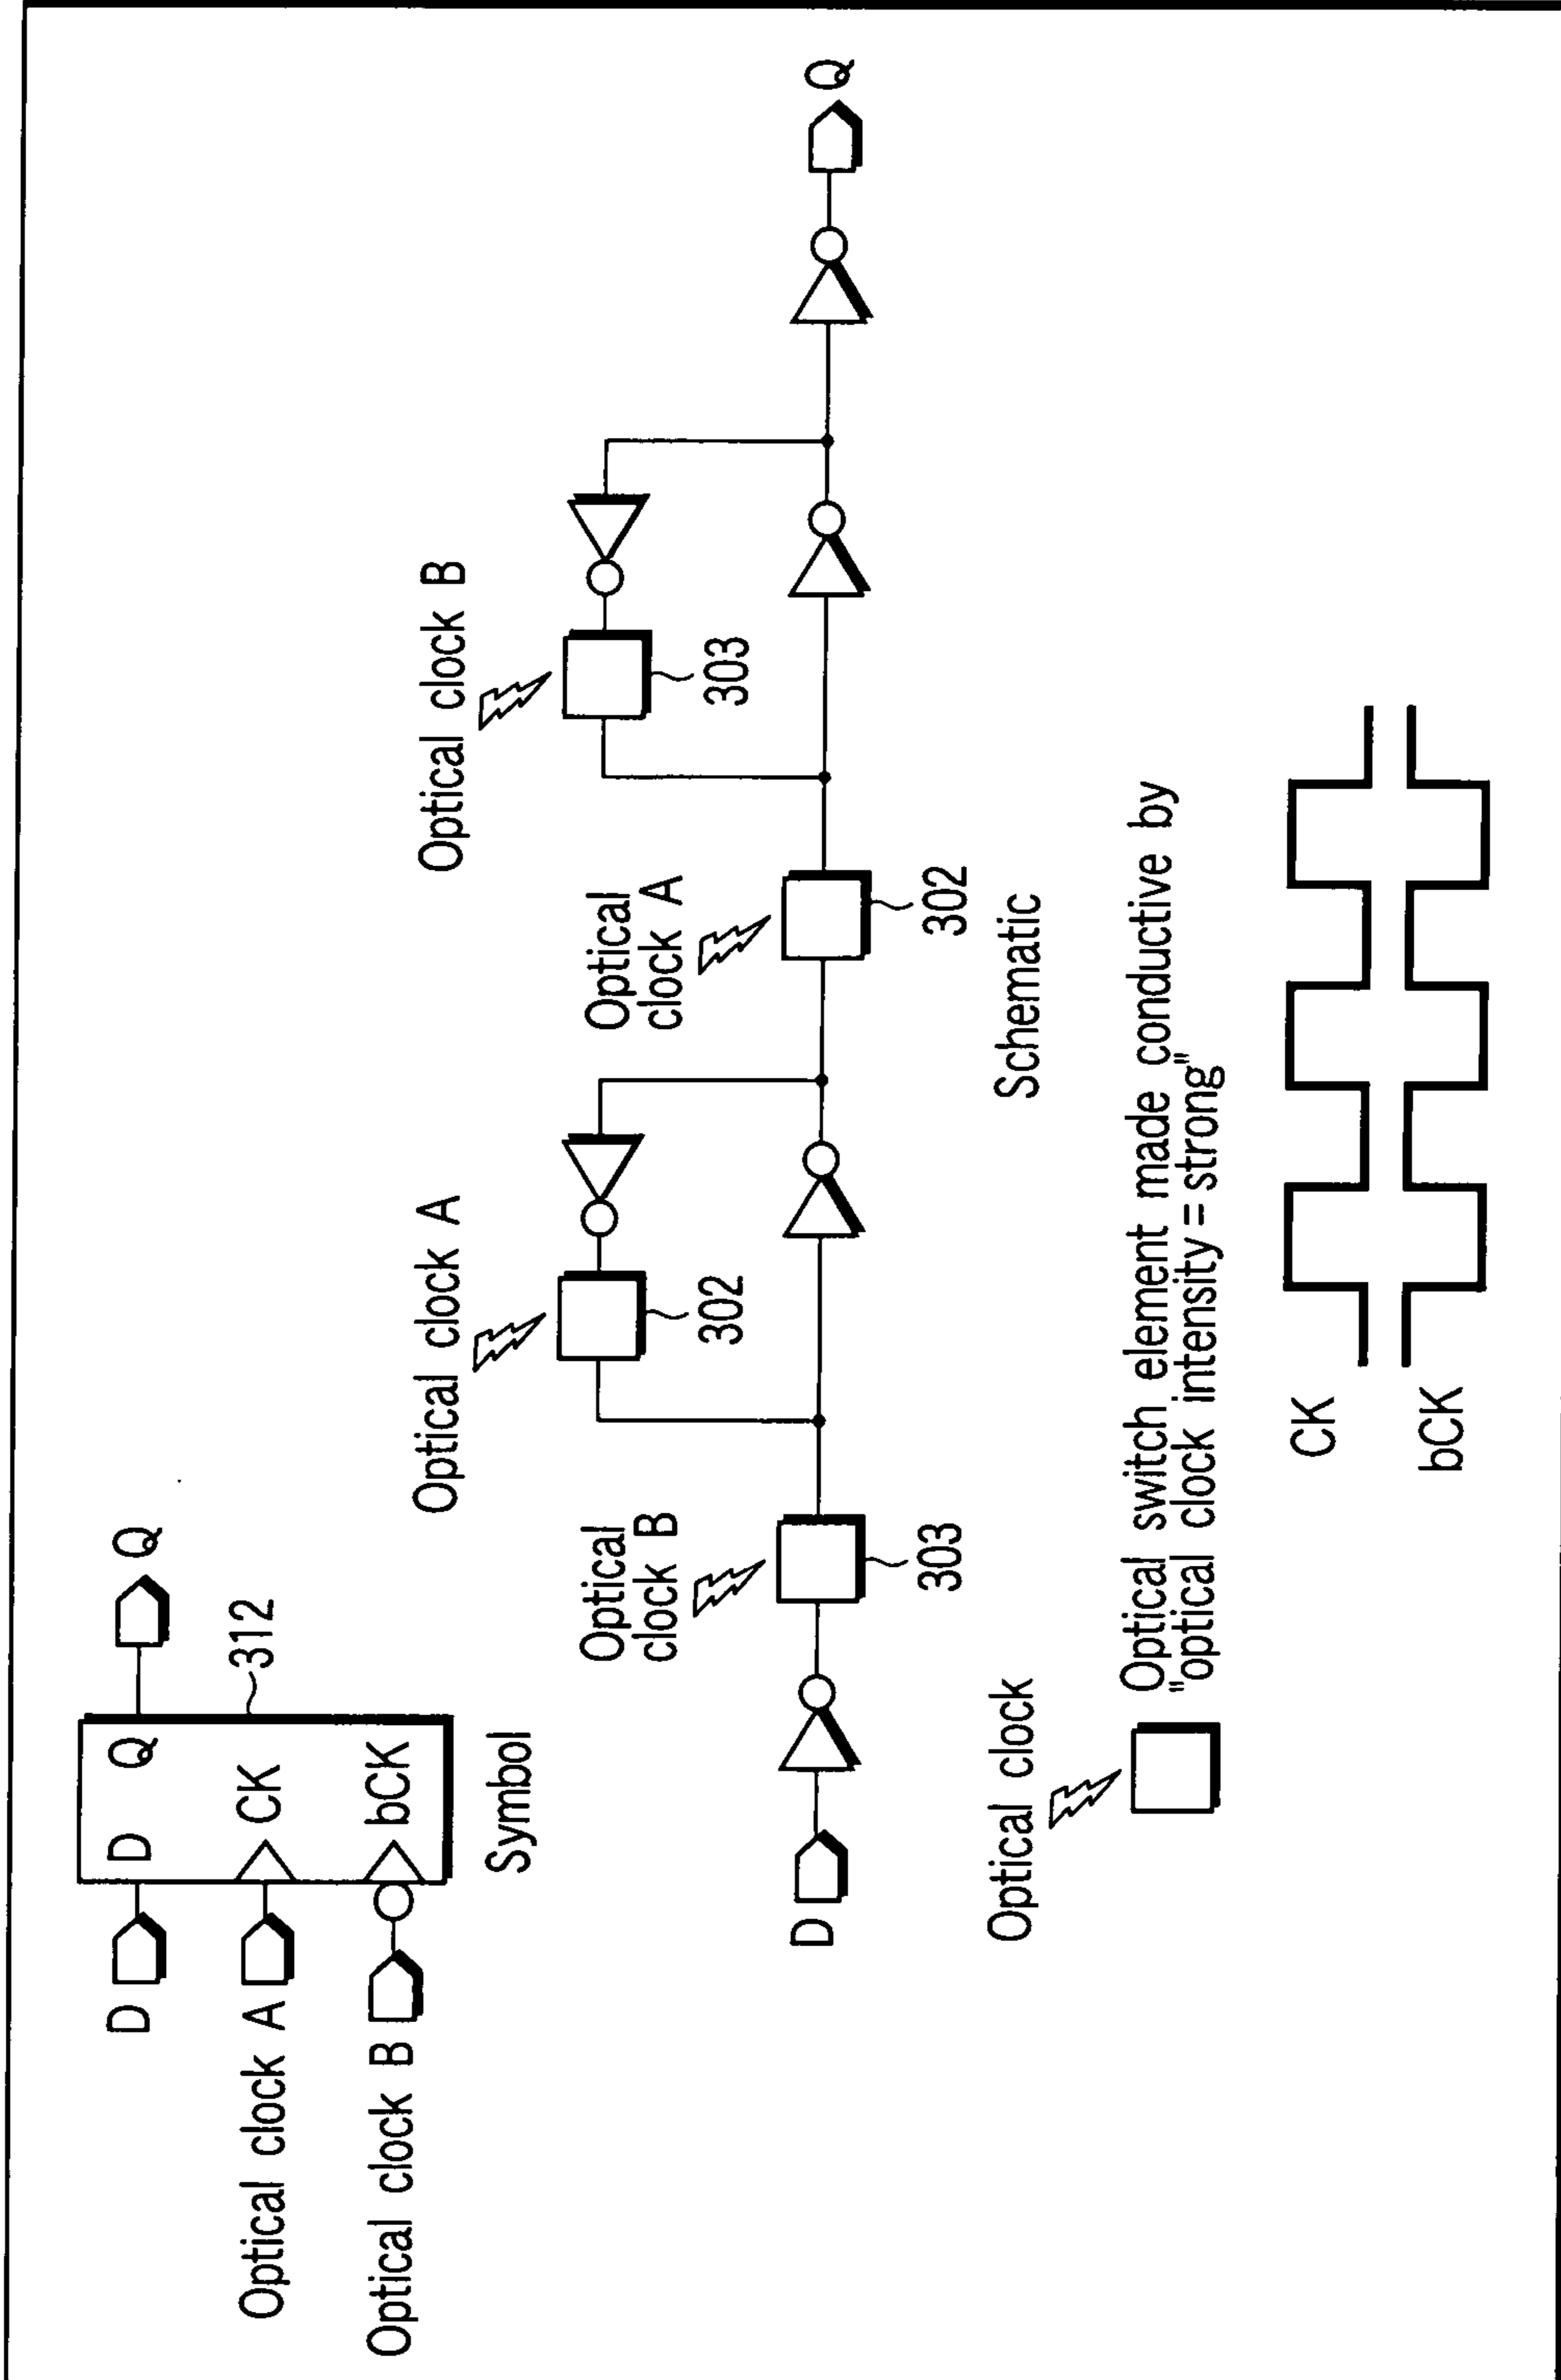 D
Optical clock A
Optical clock B
D
Q
CK
bCK
312
Q
Symbol
Optical clock A
302
Optical clock B
303
Optical
clock B
303
Optical
clock A
302
D
Q
Schematic
Optical clock
Optical switch element made conductive by
"optical clock intensity = strong"
CK
bCK